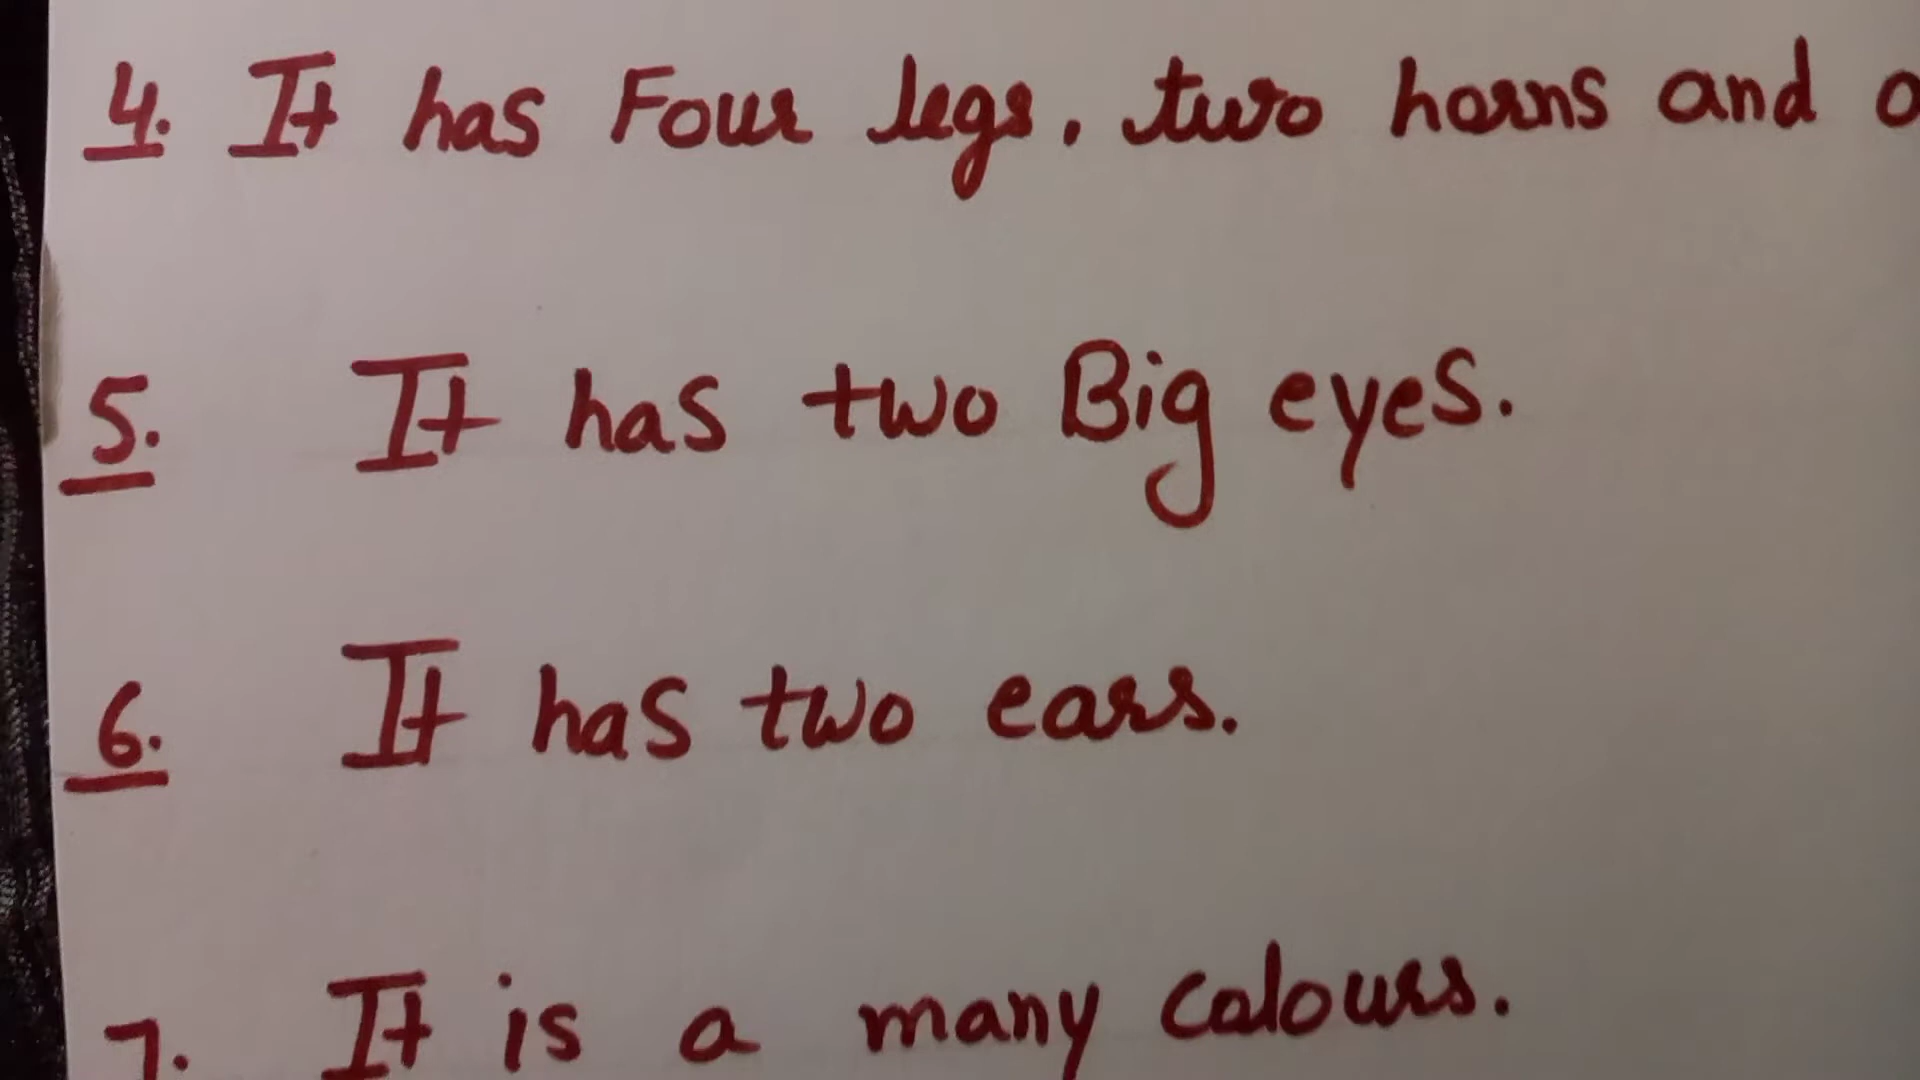 4. It has Four legs, two horns and
5. It has two Big eyes.
6. It has two ears.
7. It is a many colours.